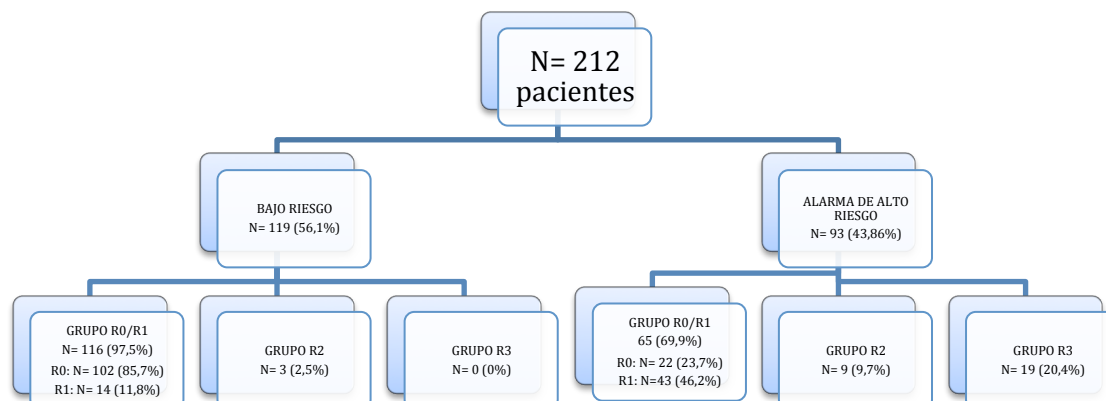 N= 212
pacientes
BAJO RIESGO
N= 119 (56,1%)
ALARMA DE ALTO
RIESGO
N= 93 (43,86%)
GRUPO R0/R1
N= 116 (97,5%)
R0: N= 102 (85,7%)
R1: N= 14 (11,8%)
GRUPO R2
N= 3 (2,5%)
GRUPO R3
N= 0 (0%)
GRUPO R0/R1
65 (69,9%)
R0: N= 22 (23,7%)
R1: N=43 (46,2%)
GRUPO R2
N= 9 (9,7%)
GRUPO R3
N= 19 (20,4%)